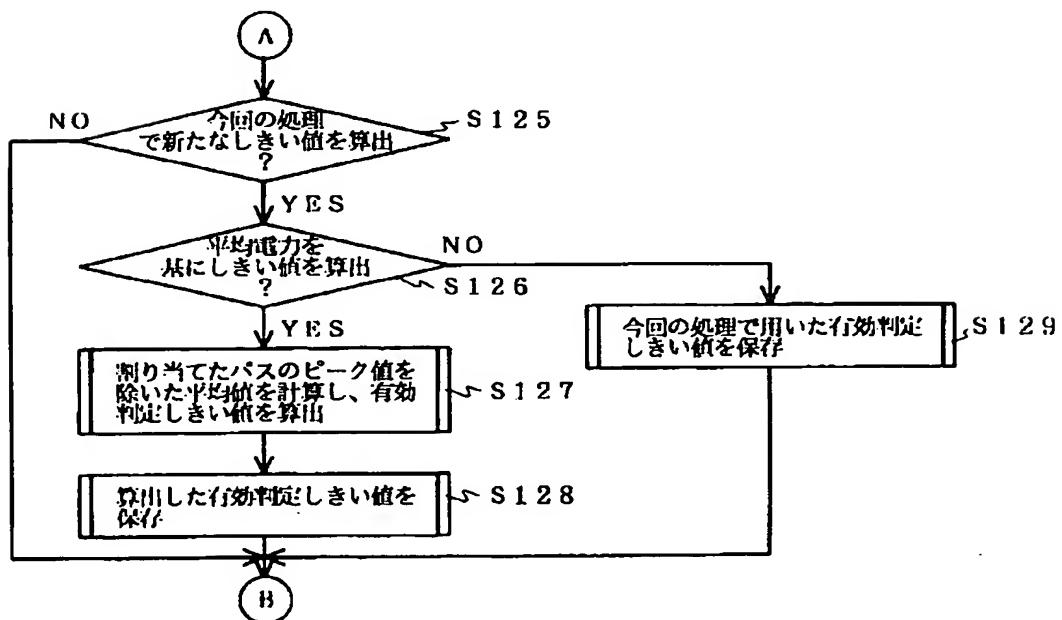 A
今回の処理
で新たなしきい値を算出
?
NO
S125
YES
平均電力を
基にしきい値を算出
?
NO
S126
YES
割り当てたパスのピーク値を
除いた平均値を計算し、有効
判定しきい値を算出
S127
今回の処理で用いた有効判定
しきい値を保存
S129
算出した有効判定しきい値を
保存
S128
B